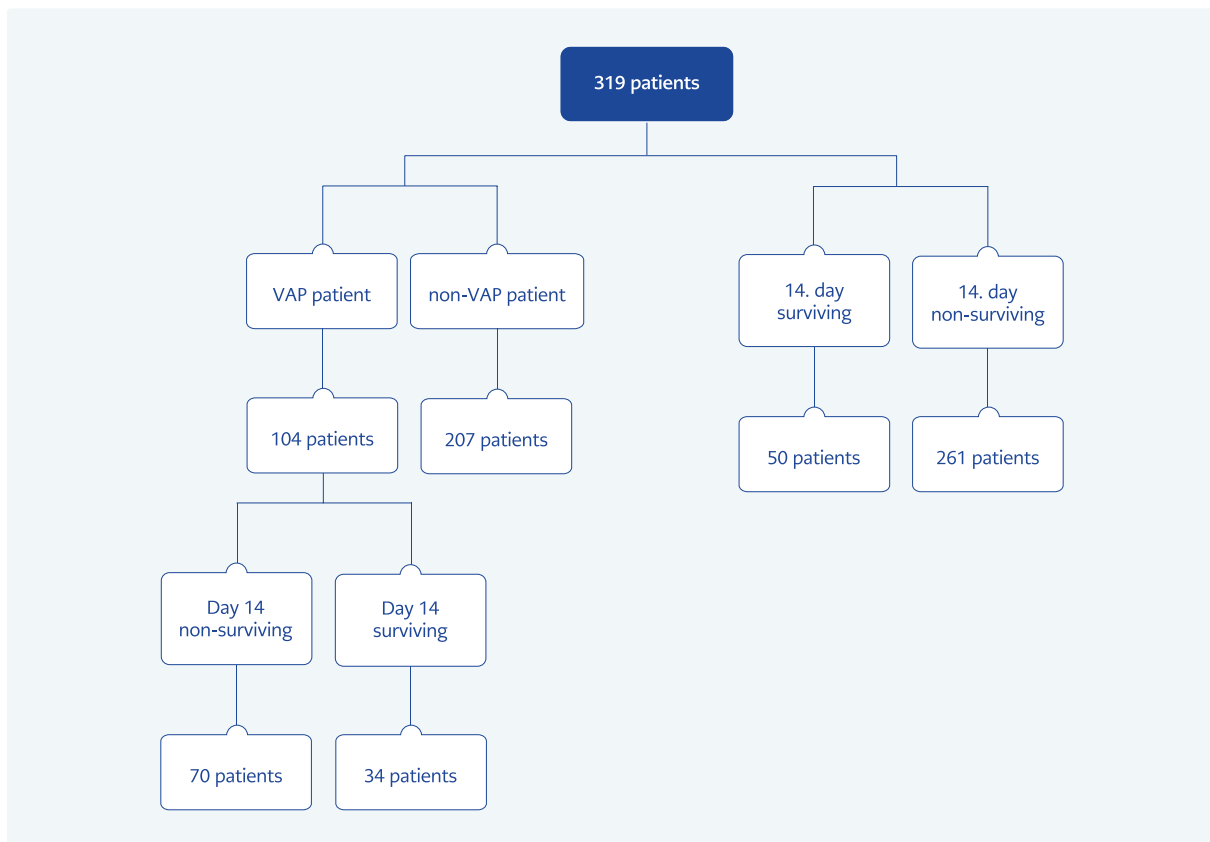 319 patients
VAP patient
non-VAP patient
14. day
surviving
14. day
non-surviving
104 patients
207 patients
50 patients
261 patients
Day 14
non-surviving
Day 14
surviving
70 patients
34 patients